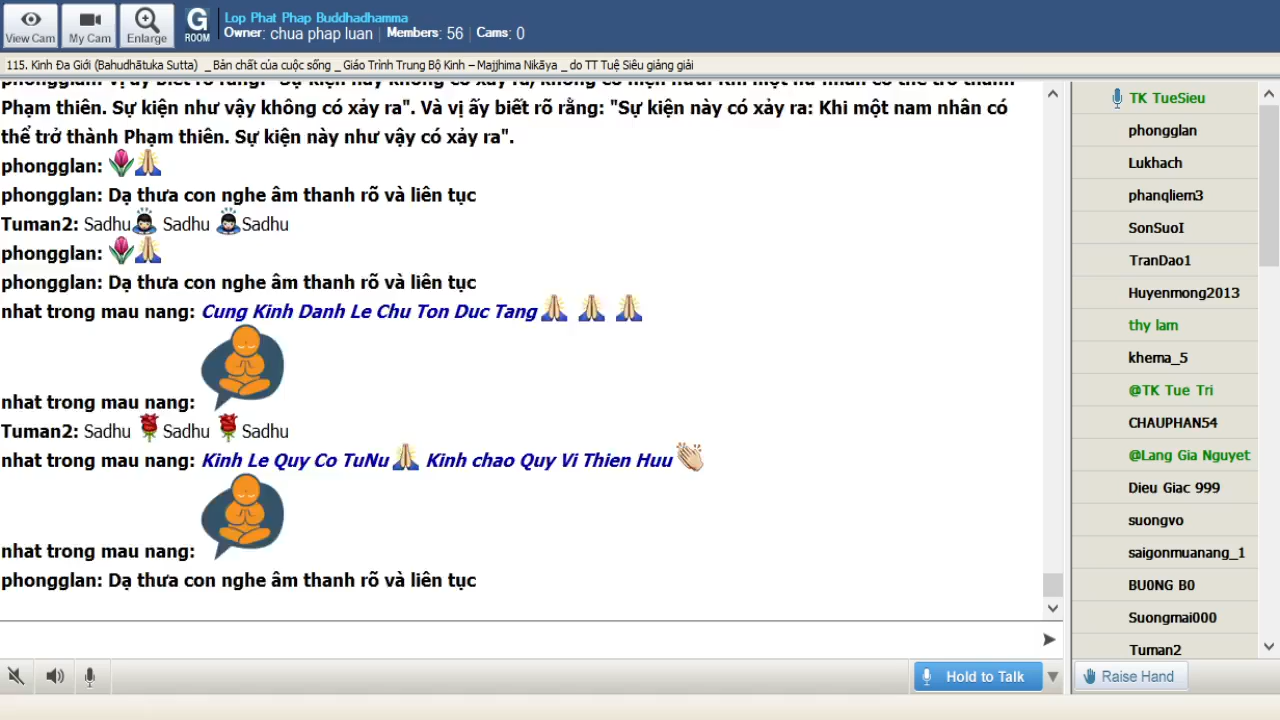 View Cam
My Cam
Enlarge
G
ROOM
Lop Phat Phap Buddhadhamma
Owner: chua phap luan | Members: 56 | Cams: 0
115. Kinh Đa Giới (Bahudhātuka Sutta) _ Bản chất của cuộc sống _ Giáo Trình Trung Bộ Kinh – Majjhima Nikāya _ do TT Tuệ Siêu giảng giải
Phạm thiên. Sự kiện như vậy không có xảy ra". Và vị ấy biết rõ rằng: "Sự kiện này có xảy ra: Khi một nam nhân có
thể trở thành Phạm thiên. Sự kiện này như vậy có xảy ra".
phongglan:
phongglan: Dạ thưa con nghe âm thanh rõ và liên tục
Tuman2: Sadhu Sadhu Sadhu
phongglan:
phongglan: Dạ thưa con nghe âm thanh rõ và liên tục
nhat trong mau nang: Cung Kinh Danh Le Chu Ton Duc Tang
nhat trong mau nang:
Tuman2: Sadhu Sadhu Sadhu
nhat trong mau nang: Kinh Le Quy Co TuNu Kinh chao Quy Vi Thien Huu
nhat trong mau nang:
phongglan: Dạ thưa con nghe âm thanh rõ và liên tục
TK TueSieu
phongglan
Lukhach
phanqliem3
SonSuoI
TranDao1
Huyenmong2013
thy lam
khema_5
@TK Tue Tri
CHAUPHAN54
@Lang Gia Nguyet
Dieu Giac 999
suongvo
saigonmuanang_1
BU0NG B0
Suongmai000
Tuman2
Hold to Talk
Raise Hand